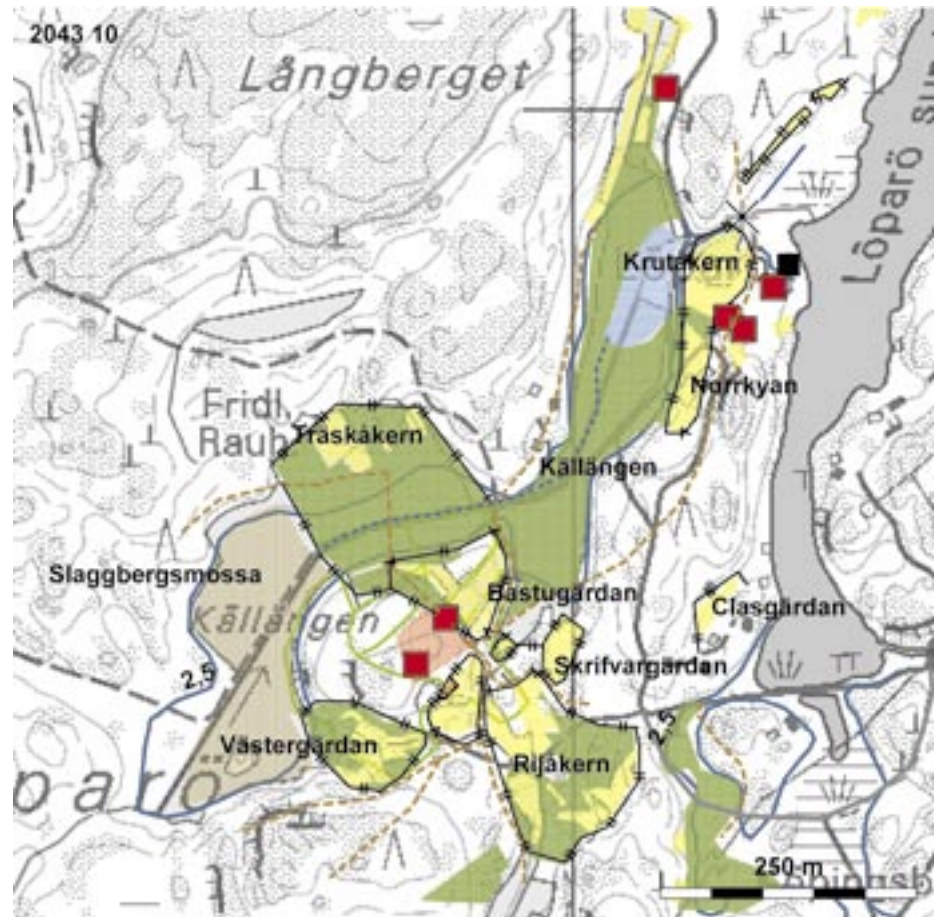 2043 10
Långberget
Löparö sun
Krutåkern
Norrkyan
Fridl.
Rauh.
Träskåkern
Källängen
Slaggbergsmossa
Källängen
Bastugärdan
Clasgärdan
Skrifvargärdan
2,5
2,5
Västergärdan
Rijåkern
parö
250 m